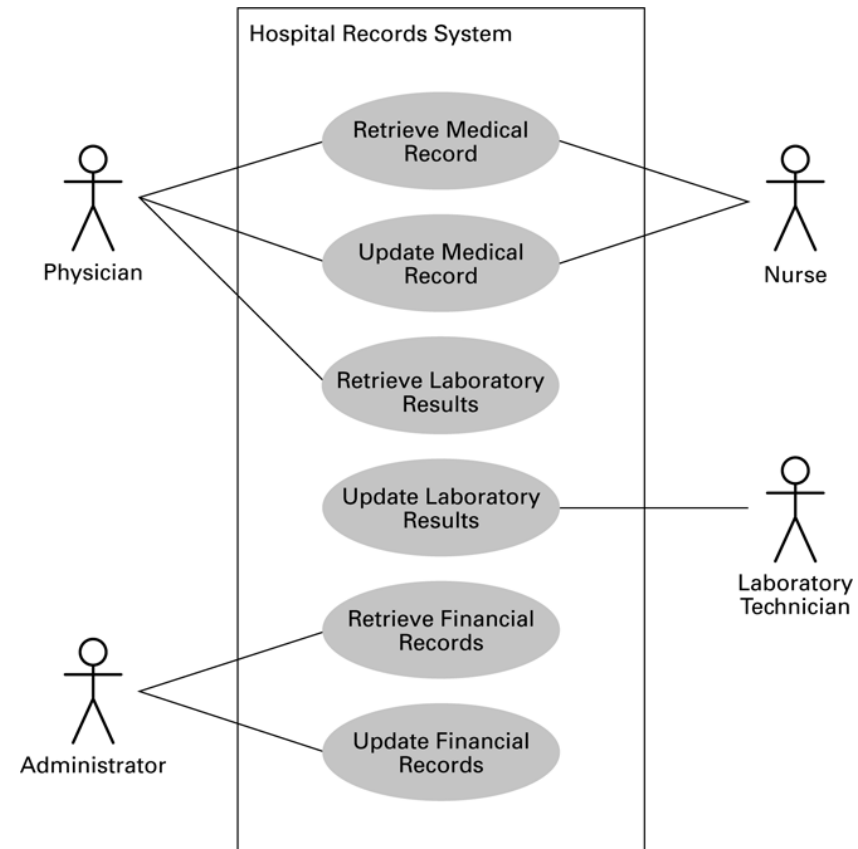 Hospital Records System
Retrieve Medical
Record
Physician
Update Medical
Record
Nurse
Retrieve Laboratory
Results
Update Laboratory
Results
Laboratory
Technician
Retrieve Financial
Records
Administrator
Update Financial
Records